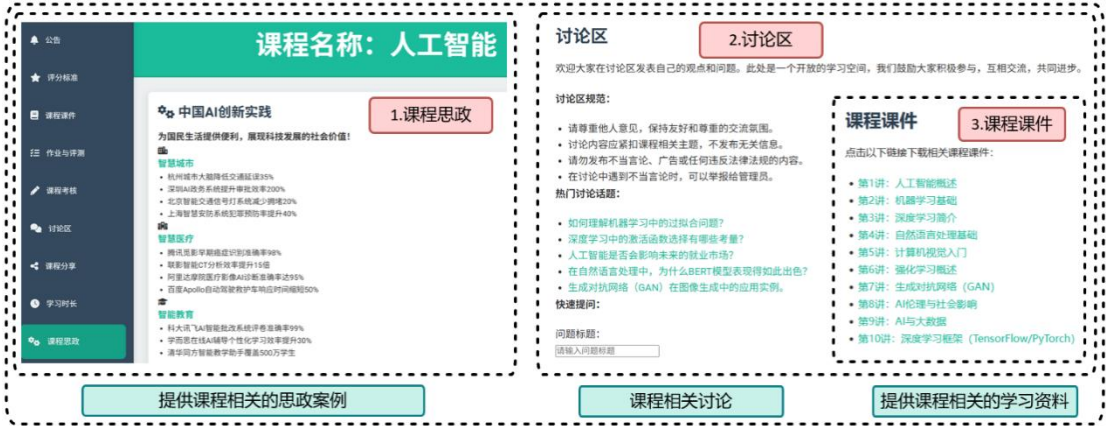 公告
评分标准
课程课件
作业与评测
课程考核
讨论区
课程分享
学习时长
课程思政
课程名称：人工智能
中国AI创新实践
1.课程思政
为国民生活提供便利，展现科技发展的社会价值！
智慧城市
• 杭州城市大脑降低交通延误35%
• 深圳AI政务系统提升审批效率200%
• 北京智能交通信号灯系统减少拥堵20%
• 上海智慧安防系统犯罪预防率提升40%
智慧医疗
• 腾讯觅影早期癌症识别准确率98%
• 联影智能CT分析效率提升15倍
• 阿里达摩院医疗影像AI诊断准确率达95%
• 百度Apollo自动驾驶救护车响应时间缩短50%
智能教育
• 科大讯飞AI智能批改系统评卷准确率99%
• 学而思在线AI辅导个性化学习效率提升30%
• 清华同方智能教学助手覆盖500万学生
提供课程相关的思政案例
讨论区
2.讨论区
欢迎大家在讨论区发表自己的观点和问题。此处是一个开放的学习空间，我们鼓励大家积极参与，互相交流，共同进步。
讨论区规范：
• 请尊重他人意见，保持友好和尊重的交流氛围。
• 讨论内容应紧扣课程相关主题，不发布无关信息。
• 请勿发布不当言论、广告或任何违反法律法规的内容。
• 在讨论中遇到不当言论时，可以举报给管理员。
热门讨论话题：
• 如何理解机器学习中的过拟合问题？
• 深度学习中的激活函数选择有哪些考量？
• 人工智能是否会影响未来的就业市场？
• 在自然语言处理中，为什么BERT模型表现得如此出色？
• 生成对抗网络（GAN）在图像生成中的应用实例。
快速提问：
问题标题：
请输入问题标题
课程相关讨论
课程课件
3.课程课件
点击以下链接下载相关课程课件：
• 第1讲：人工智能概述
• 第2讲：机器学习基础
• 第3讲：深度学习简介
• 第4讲：自然语言处理基础
• 第5讲：计算机视觉入门
• 第6讲：强化学习概述
• 第7讲：生成对抗网络（GAN）
• 第8讲：AI伦理与社会影响
• 第9讲：AI与大数据
• 第10讲：深度学习框架（TensorFlow/PyTorch）
提供课程相关的学习资料